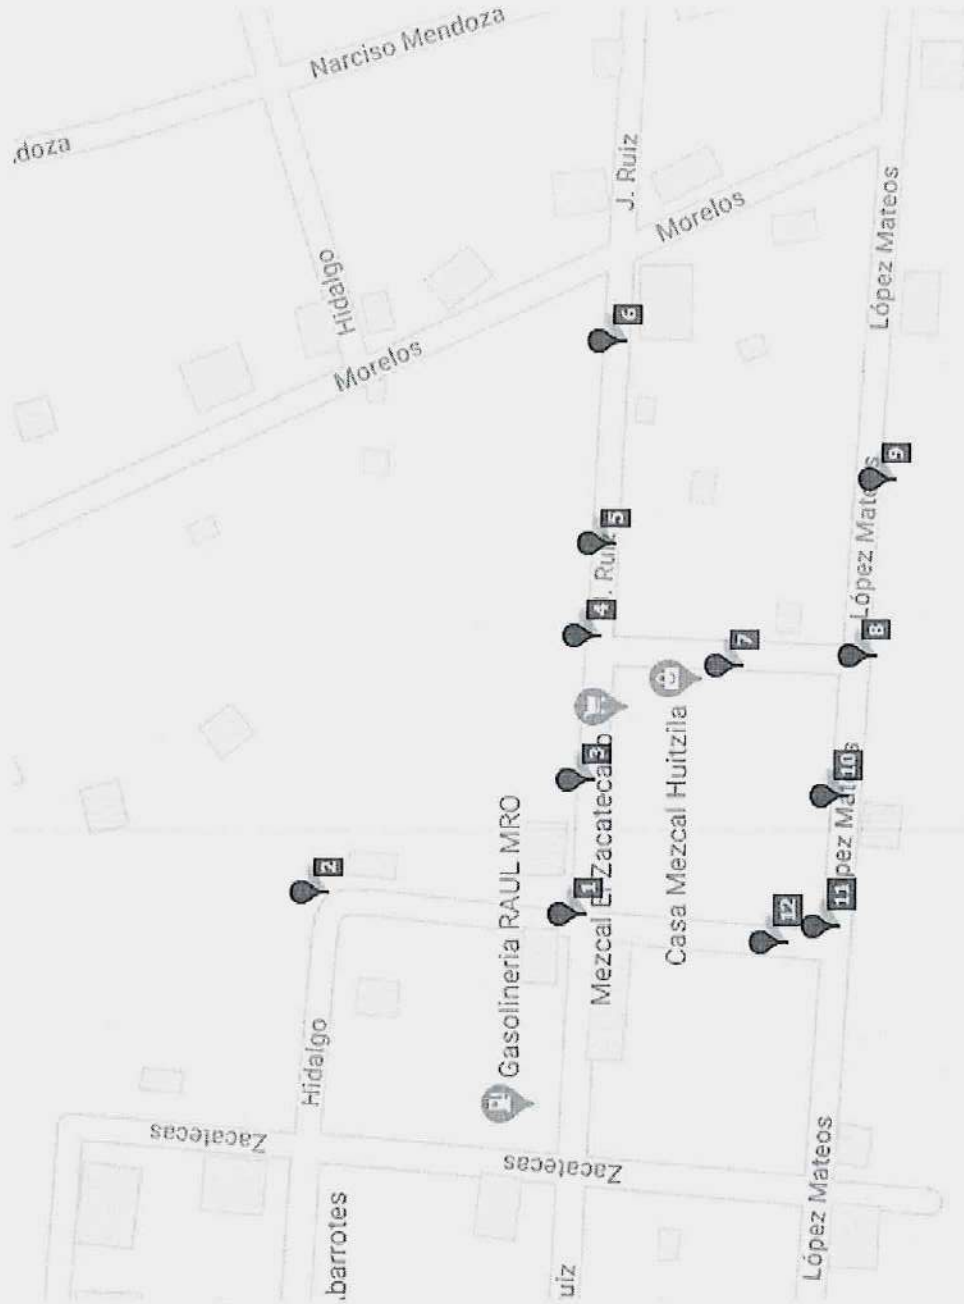 Narciso Mendoza
doza
Hidalgo
Morelos
J. Ruiz
Morelos
López Mateos
6
9
López Mateos
5
J. Ruiz
4
7
8
3
Mezcal El Zacatecano
Casa Mezcal Huitzila
10
2
Gasolineria RAUL MRO
1
12
11
pez Mateos
Hidalgo
Zacatecas
Zacatecas
López Mateos
barrotes
uiz